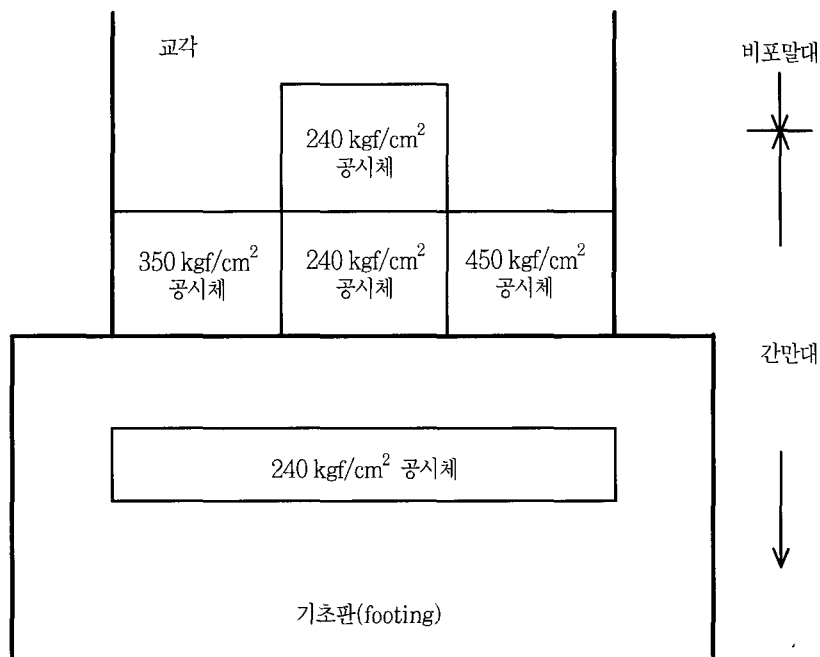 교각
비포말대
240 kgf/cm²
공시체
350 kgf/cm²
공시체
240 kgf/cm²
공시체
450 kgf/cm²
공시체
간만대
240 kgf/cm² 공시체
기초판(footing)